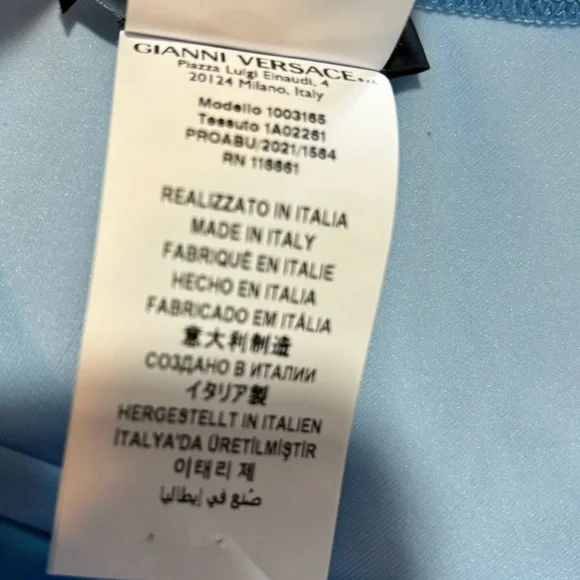 GIANNI VERSACE S.R.L.
Piazza Luigi Einaudi, 4
20124 Milano, Italy
Modello 1003165
Tessuto 1A02261
PROABU/2021/1584
RN 116661
REALIZZATO IN ITALIA
MADE IN ITALY
FABRIQUÉ EN ITALIE
HECHO EN ITALIA
FABRICADO EM ITÁLIA
意大利制造
СОЗДАНО В ИТАЛИИ
イタリア製
HERGESTELLT IN ITALIEN
İTALYA'DA ÜRETİLMİŞTİR
이태리 제
صُنع في إيطاليا